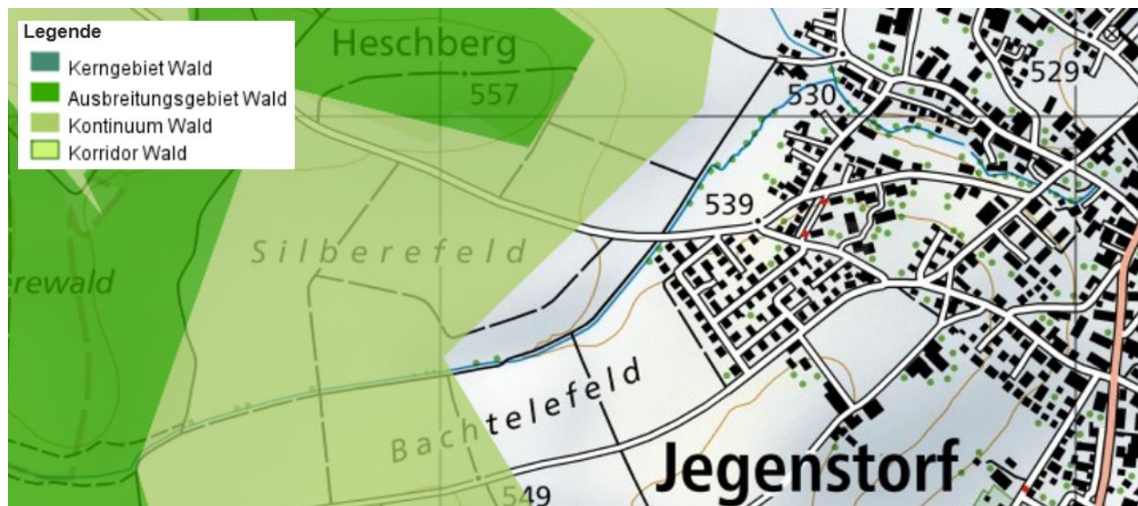 Legende
Kerngebiet Wald
Ausbreitungsgebiet Wald
Kontinuum Wald
Korridor Wald
Heschberg
557
529
530
539
Silberefeld
erewald
Bachtelefeld
Jegenstorf
549